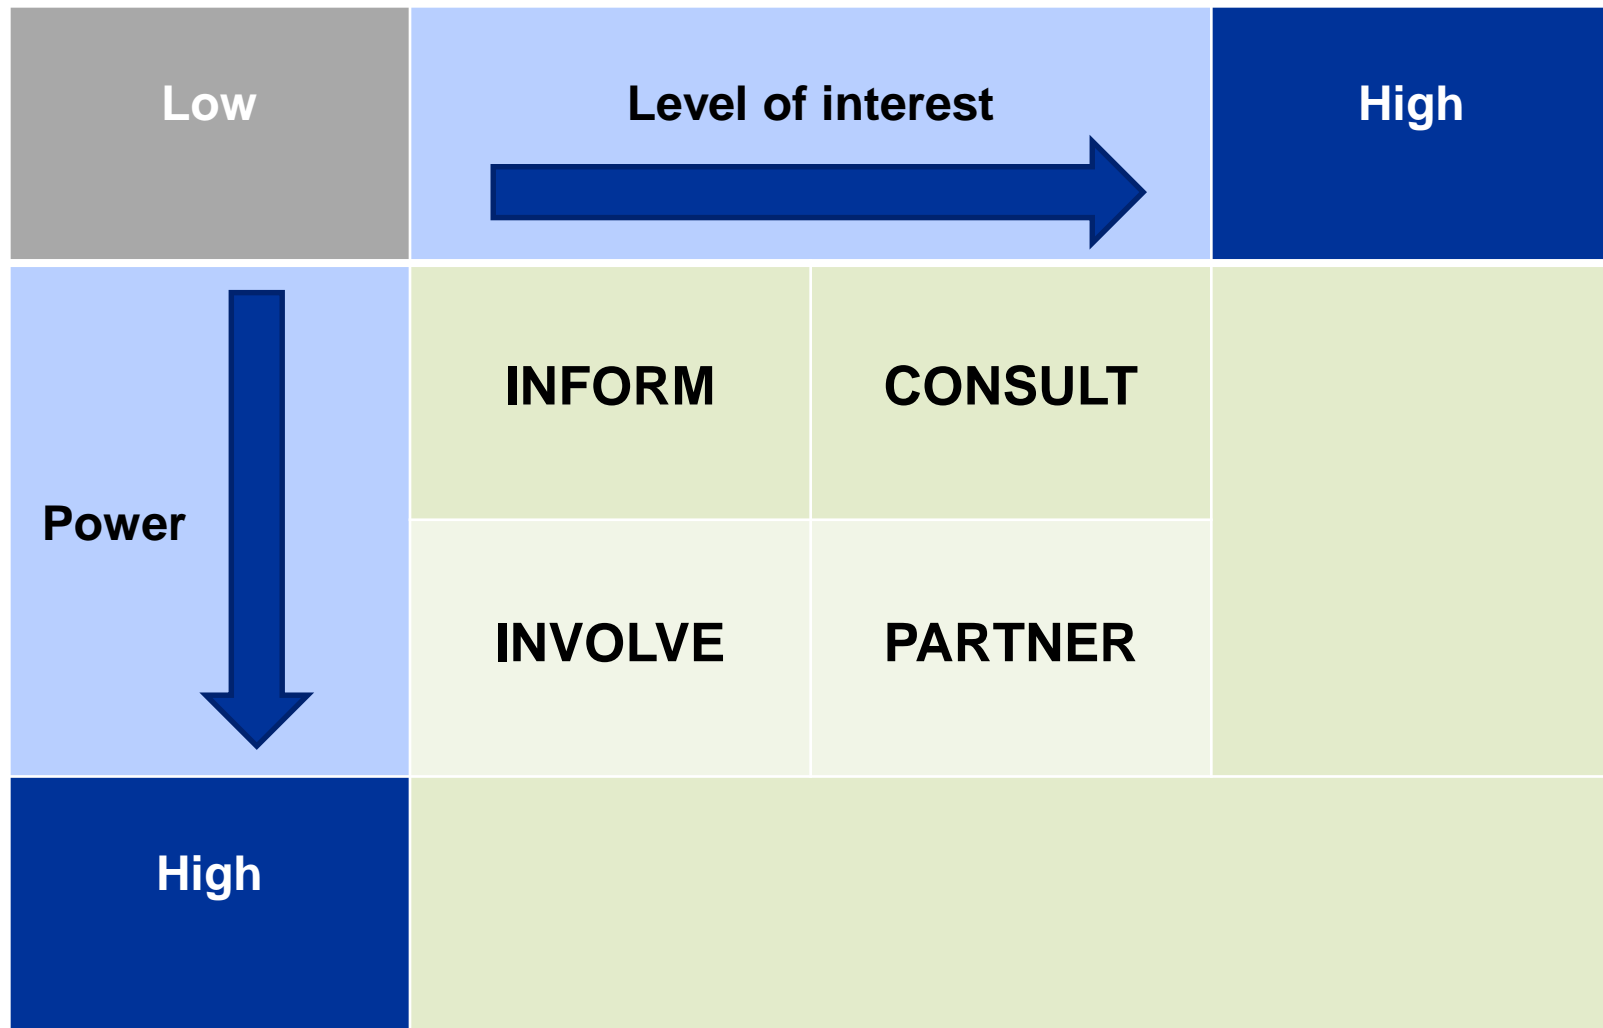 Low
Level of interest
High
INFORM
CONSULT
Power
INVOLVE
PARTNER
High